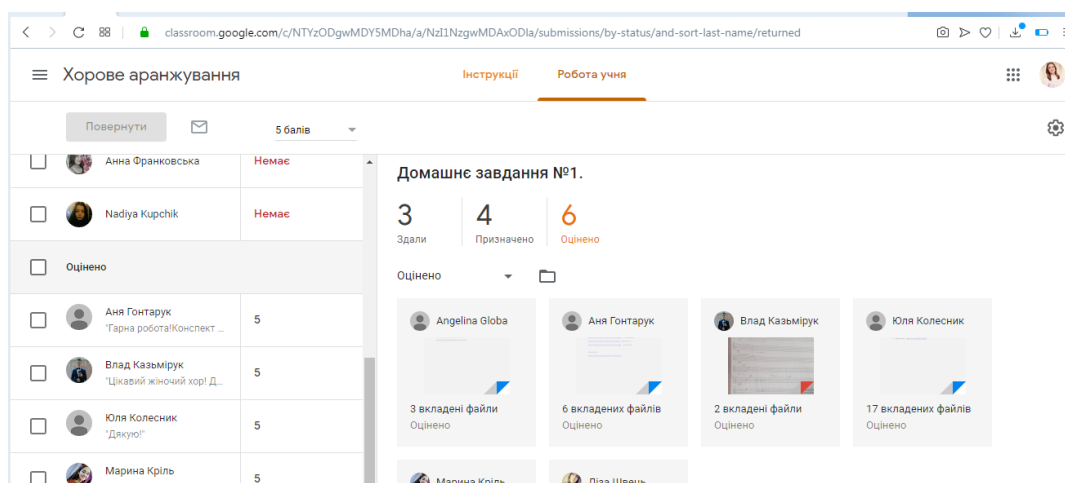 classroom.google.com/c/NTYzODgwMDY5MDha/a/NzI1NzgwMDAxODla/submissions/by-status/and-sort-last-name/returned
Хорове аранжування
Інструкції
Робота учня
Повернути
5 балів
Анна Франковська
Немає
Nadiya Kupchik
Немає
Оцінено
Аня Гонтарук
"Гарна робота!Конспект ...
5
Влад Казьмірук
"Цікавий жіночий хор! Д...
5
Юля Колесник
"Дякую!"
5
Марина Кріль
5
Домашнє завдання №1.
3
Здали
4
Призначено
6
Оцінено
Оцінено
Angelina Globa
3 вкладені файли
Оцінено
Аня Гонтарук
6 вкладених файлів
Оцінено
Влад Казьмірук
2 вкладені файли
Оцінено
Юля Колесник
17 вкладених файлів
Оцінено
Марина Кріль
Ліза Швець